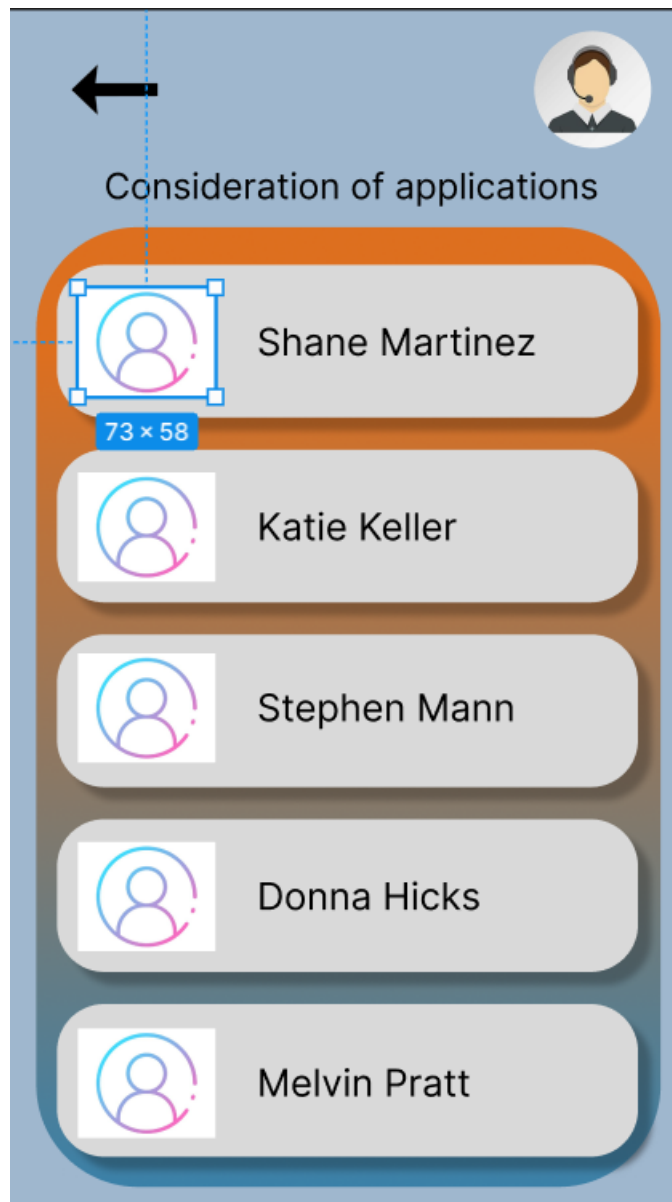 Consideration of applications
Shane Martinez
73 × 58
Katie Keller
Stephen Mann
Donna Hicks
Melvin Pratt